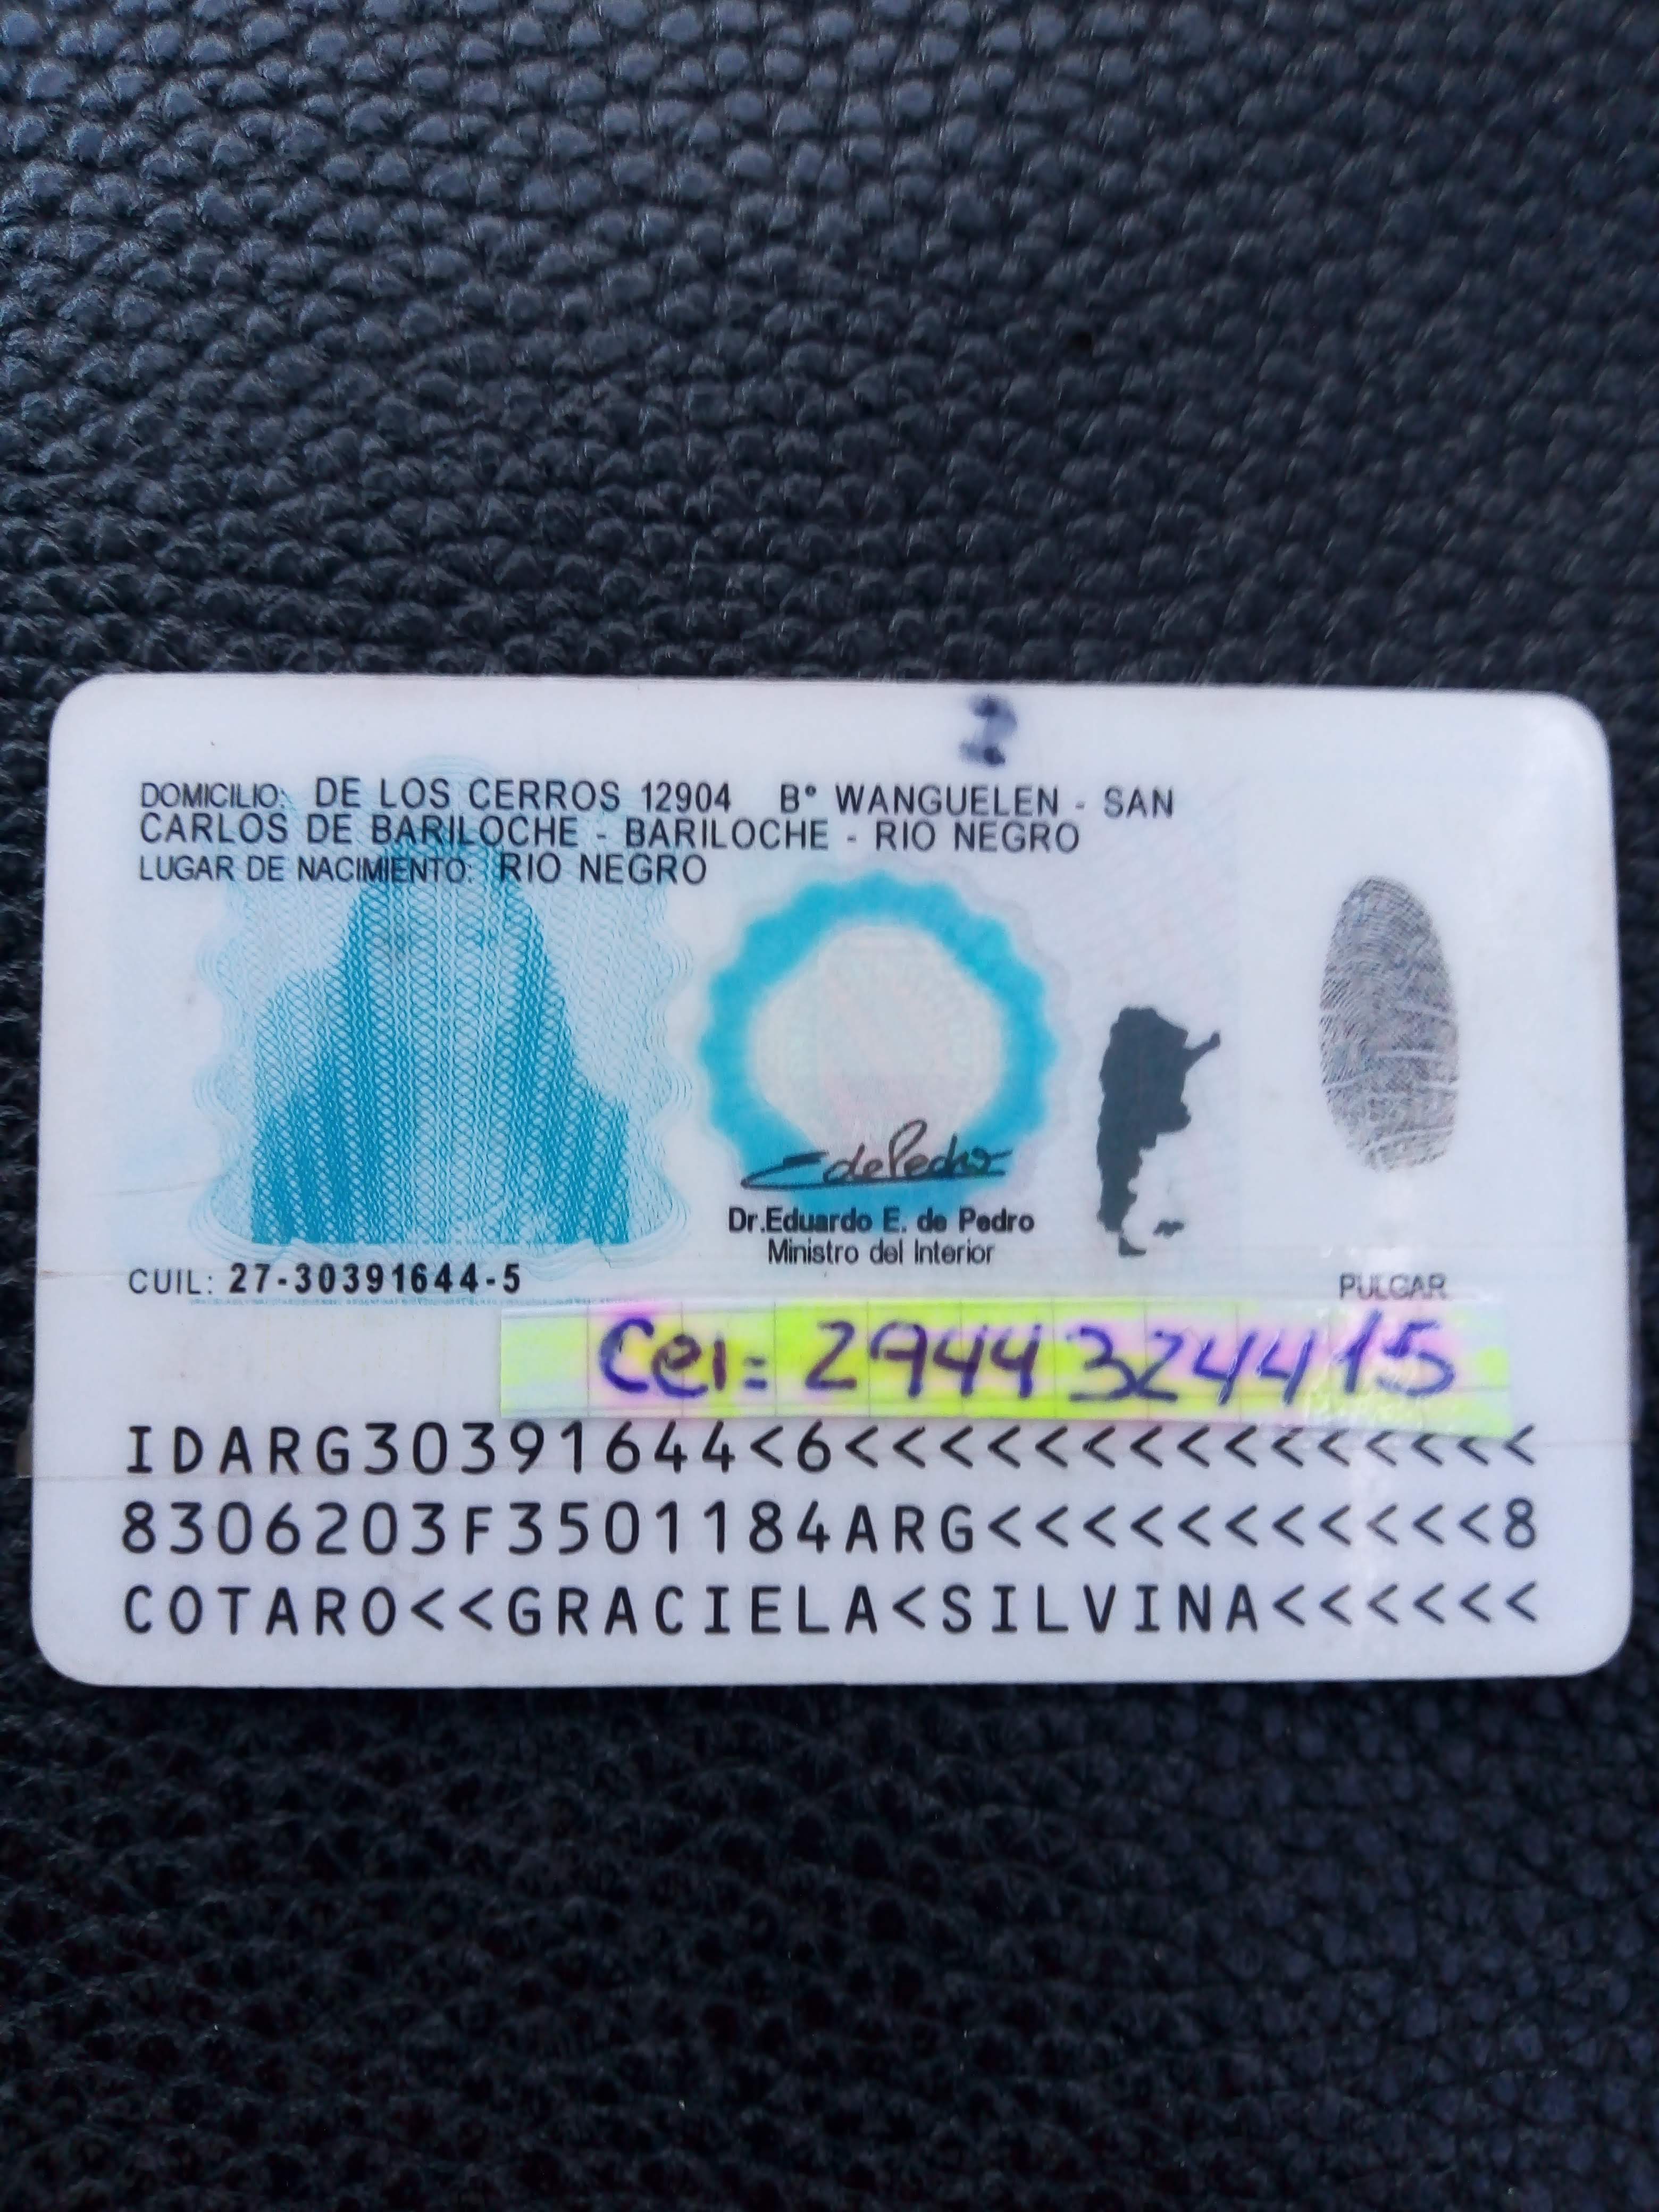 2
DOMICILIO: DE LOS CERROS 12904 B° WANGUELEN - SAN
CARLOS DE BARILOCHE - BARILOCHE - RIO NEGRO
LUGAR DE NACIMIENTO: RIO NEGRO
EdePedro
Dr.Eduardo E. de Pedro
Ministro del Interior
CUIL: 27-30391644-5
PULGAR
Cel= 2944324415
IDARG30391644<6<<<<<<<<<<<<<<<
8306203F3501184ARG<<<<<<<<<<<8
COTARO<<GRACIELA<SILVINA<<<<<<